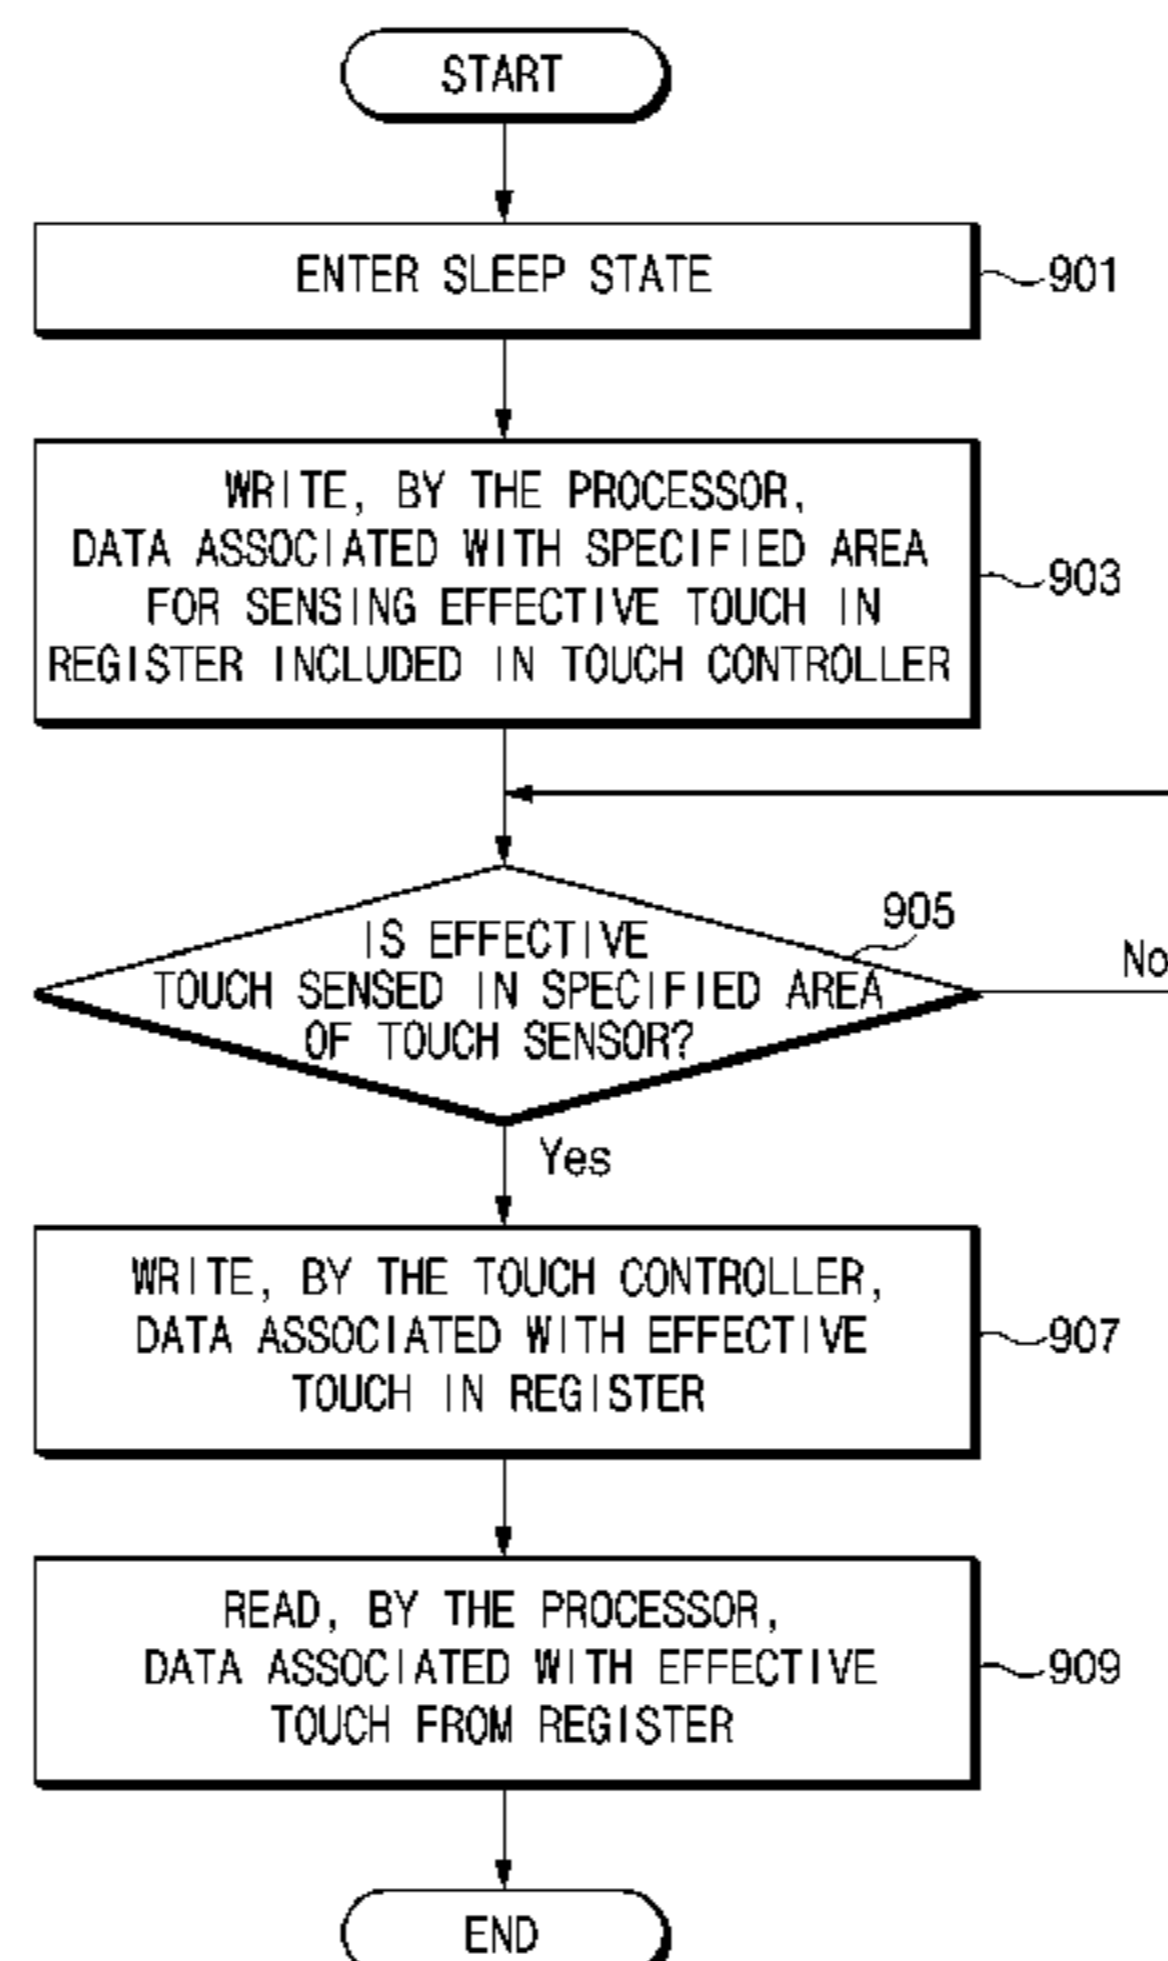 START
ENTER SLEEP STATE
901
WRITE, BY THE PROCESSOR,
DATA ASSOCIATED WITH SPECIFIED AREA
FOR SENSING EFFECTIVE TOUCH IN
REGISTER INCLUDED IN TOUCH CONTROLLER
903
IS EFFECTIVE
TOUCH SENSED IN SPECIFIED AREA
OF TOUCH SENSOR?
905
No
Yes
WRITE, BY THE TOUCH CONTROLLER,
DATA ASSOCIATED WITH EFFECTIVE
TOUCH IN REGISTER
907
READ, BY THE PROCESSOR,
DATA ASSOCIATED WITH EFFECTIVE
TOUCH FROM REGISTER
909
END